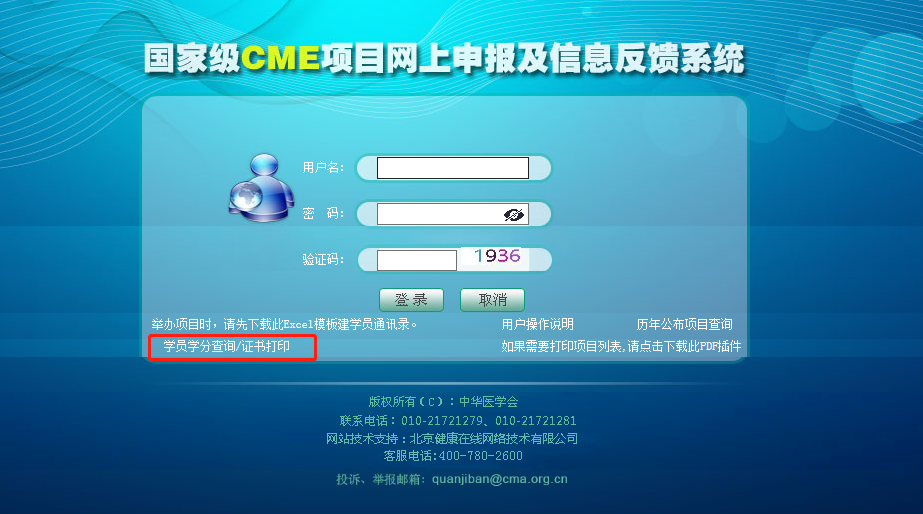 国家级CME项目网上申报及信息反馈系统
用户名：
密 码：
验证码： 1936
登 录 取消
举办项目时，请先下载此Excel模板建学员通讯录。 用户操作说明 历年公布项目查询
学员学分查询/证书打印 如果需要打印项目列表,请点击下载此PDF插件
版权所有（C）：中华医学会
联系电话：010-21721279、010-21721281
网站技术支持：北京健康在线网络技术有限公司
客服电话:400-780-2600
投诉、举报邮箱：quanjiban@cma.org.cn